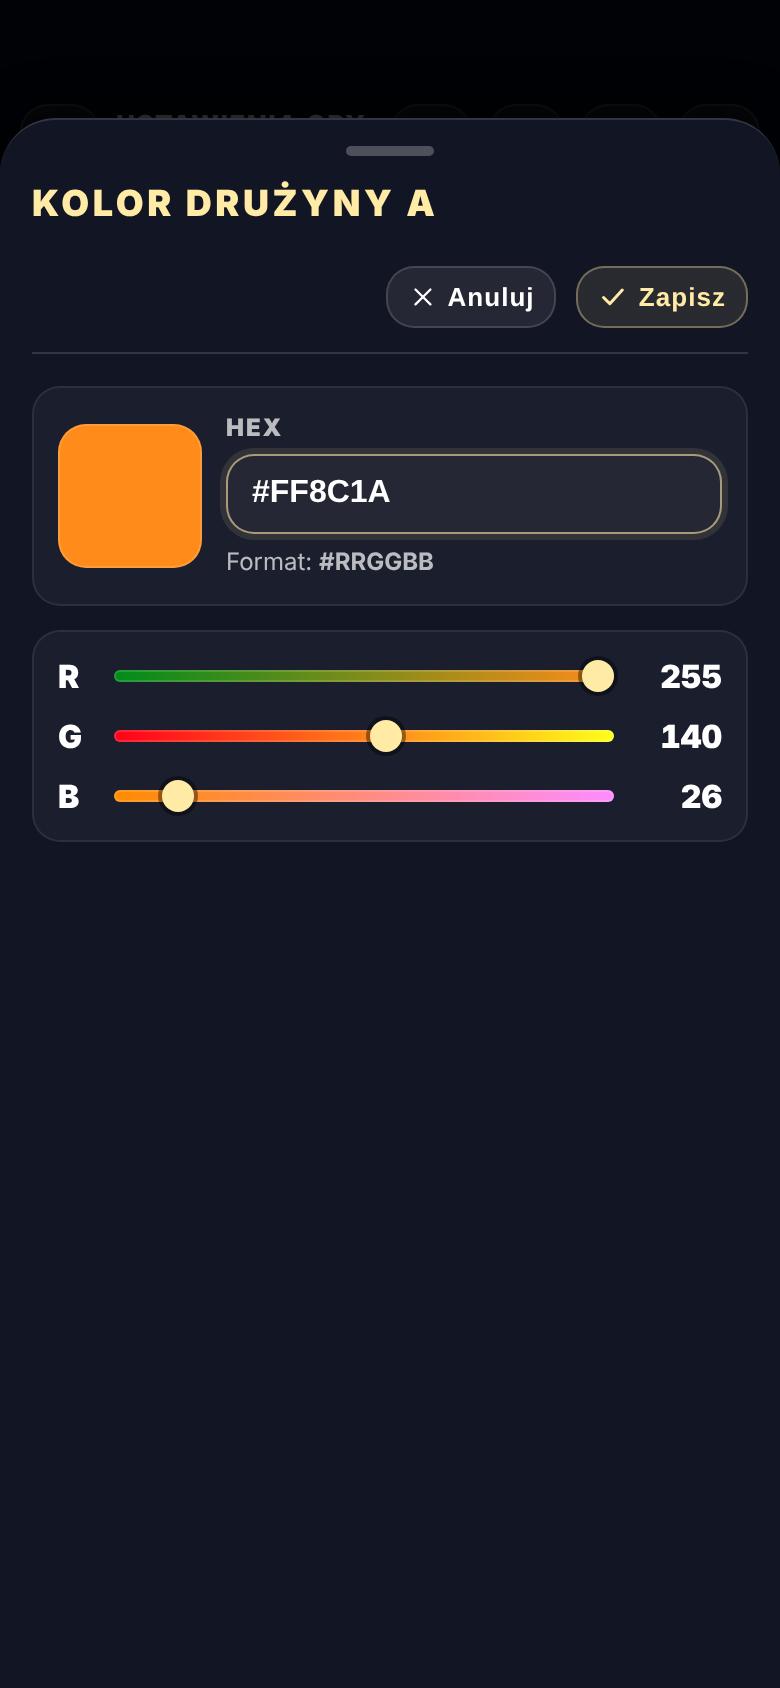 KOLOR DRUŻYNY A
Anuluj
Zapisz
HEX
#FF8C1A
Format: #RRGGBB
R 255
G 140
B 26